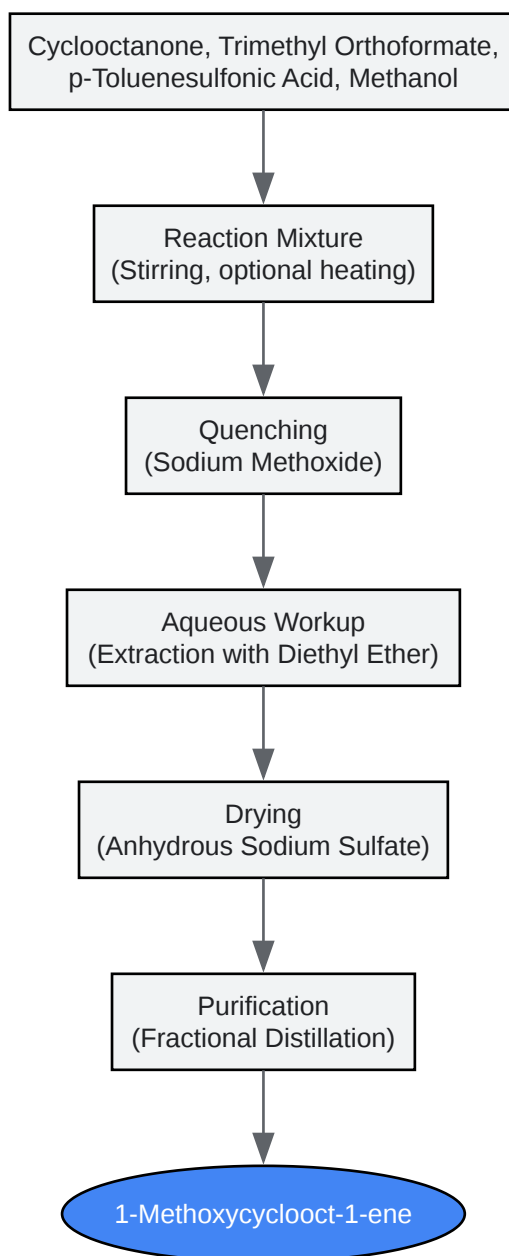 Cyclooctanone, Trimethyl Orthoformate,
p-Toluenesulfonic Acid, Methanol
Reaction Mixture
(Stirring, optional heating)
Quenching
(Sodium Methoxide)
Aqueous Workup
(Extraction with Diethyl Ether)
Drying
(Anhydrous Sodium Sulfate)
Purification
(Fractional Distillation)
1-Methoxycyclooct-1-ene